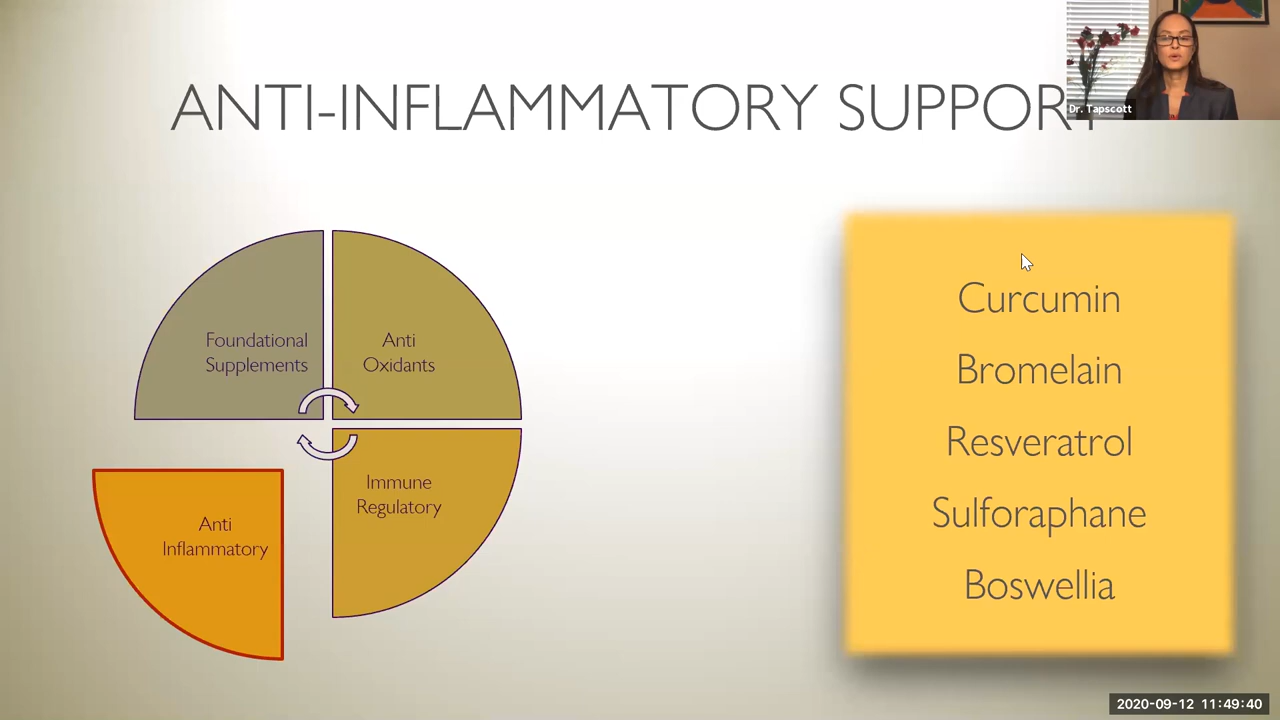 ANTI-INFLAMMATORY SUPPORT
Dr. Tapscott
Foundational
Supplements
Anti
Oxidants
Immune
Regulatory
Anti
Inflammatory
Curcumin
Bromelain
Resveratrol
Sulforaphane
Boswellia
2020-09-12 11:49:40